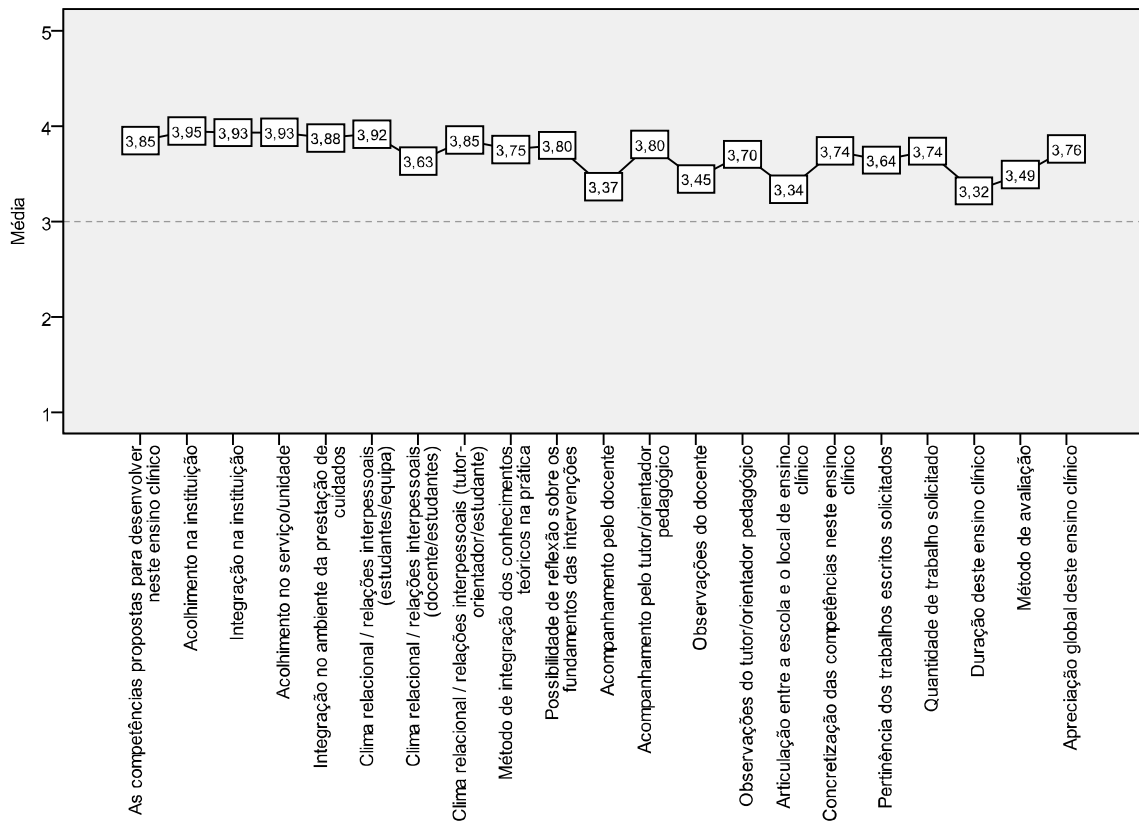 5
4
3
2
1
Média
3,85
3,95
3,93
3,93
3,88
3,92
3,63
3,85
3,75
3,80
3,37
3,80
3,45
3,70
3,34
3,74
3,64
3,74
3,32
3,49
3,76
As competências propostas para desenvolver
neste ensino clínico
Acolhimento na instituição
Integração na instituição
Acolhimento no serviço/unidade
Integração no ambiente da prestação de
cuidados
Clima relacional / relações interpessoais
(estudantes/equipa)
Clima relacional / relações interpessoais
(docente/estudantes)
Clima relacional / relações interpessoais (tutor-
orientador/estudante)
Método de integração dos conhecimentos
teóricos na prática
Possibilidade de reflexão sobre os
fundamentos das intervenções
Acompanhamento pelo docente
Acompanhamento pelo tutor/orientador
pedagógico
Observações do docente
Observações do tutor/orientador pedagógico
Articulação entre a escola e o local de ensino
clínico
Concretização das competências neste ensino
clínico
Pertinência dos trabalhos escritos solicitados
Quantidade de trabalho solicitado
Duração deste ensino clínico
Método de avaliação
Apreciação global deste ensino clínico